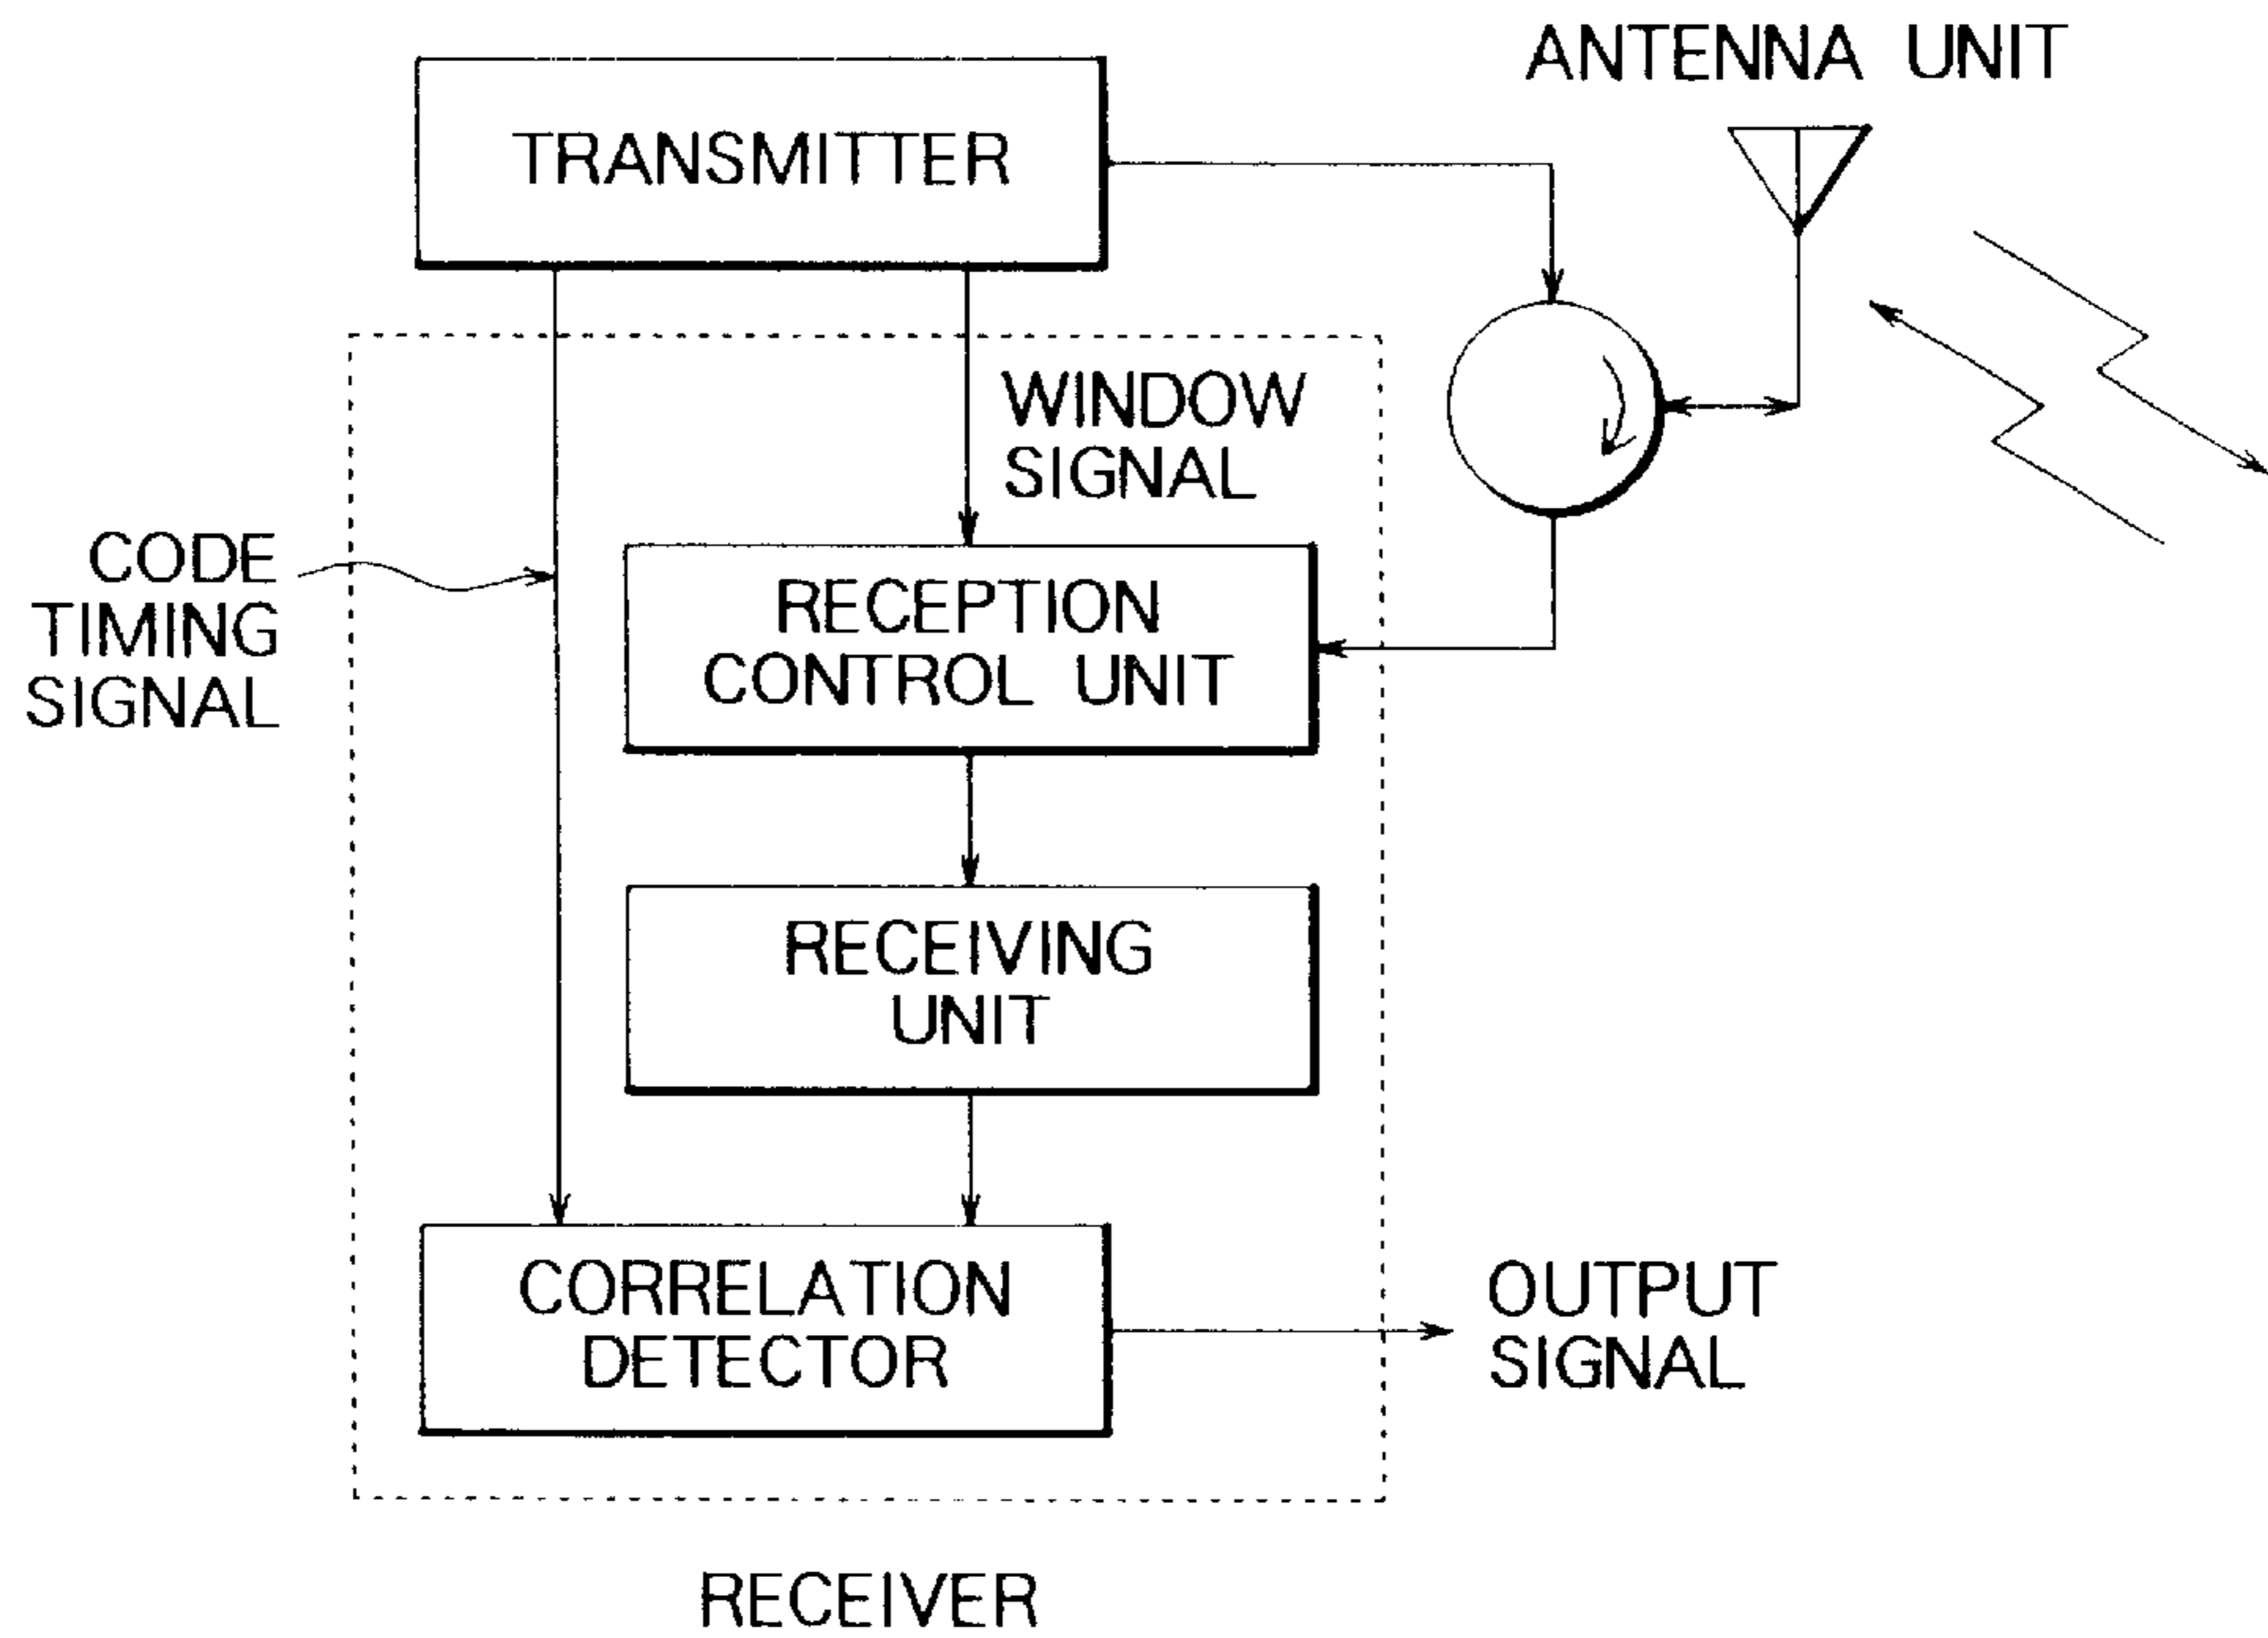 ANTENNA UNIT
TRANSMITTER
WINDOW
SIGNAL
CODE
TIMING
SIGNAL
RECEPTION
CONTROL UNIT
RECEIVING
UNIT
CORRELATION
DETECTOR
OUTPUT
SIGNAL
RECEIVER